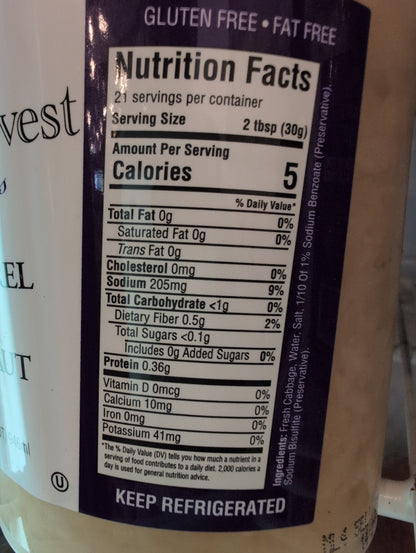 GLUTEN FREE • FAT FREE
Nutrition Facts
21 servings per container
Serving Size 2 tbsp (30g)
Amount Per Serving
Calories 5
% Daily Value*
Total Fat 0g 0%
Saturated Fat 0g 0%
Trans Fat 0g
Cholesterol 0mg 0%
Sodium 205mg 9%
Total Carbohydrate <1g 0%
Dietary Fiber 0.5g 2%
Total Sugars <0.1g
Includes 0g Added Sugars 0%
Protein 0.36g
Vitamin D 0mcg 0%
Calcium 10mg 0%
Iron 0mg 0%
Potassium 41mg 0%
*The % Daily Value (DV) tells you how much a nutrient in a
serving of food contributes to a daily diet. 2,000 calories a
day is used for general nutrition advice.
Ingredients: Fresh Cabbage, Water, Salt, 1/10 Of 1% Sodium Benzoate (Preservative),
Sodium Bisulfite (Preservative).
KEEP REFRIGERATED
vest
EL
UT
U